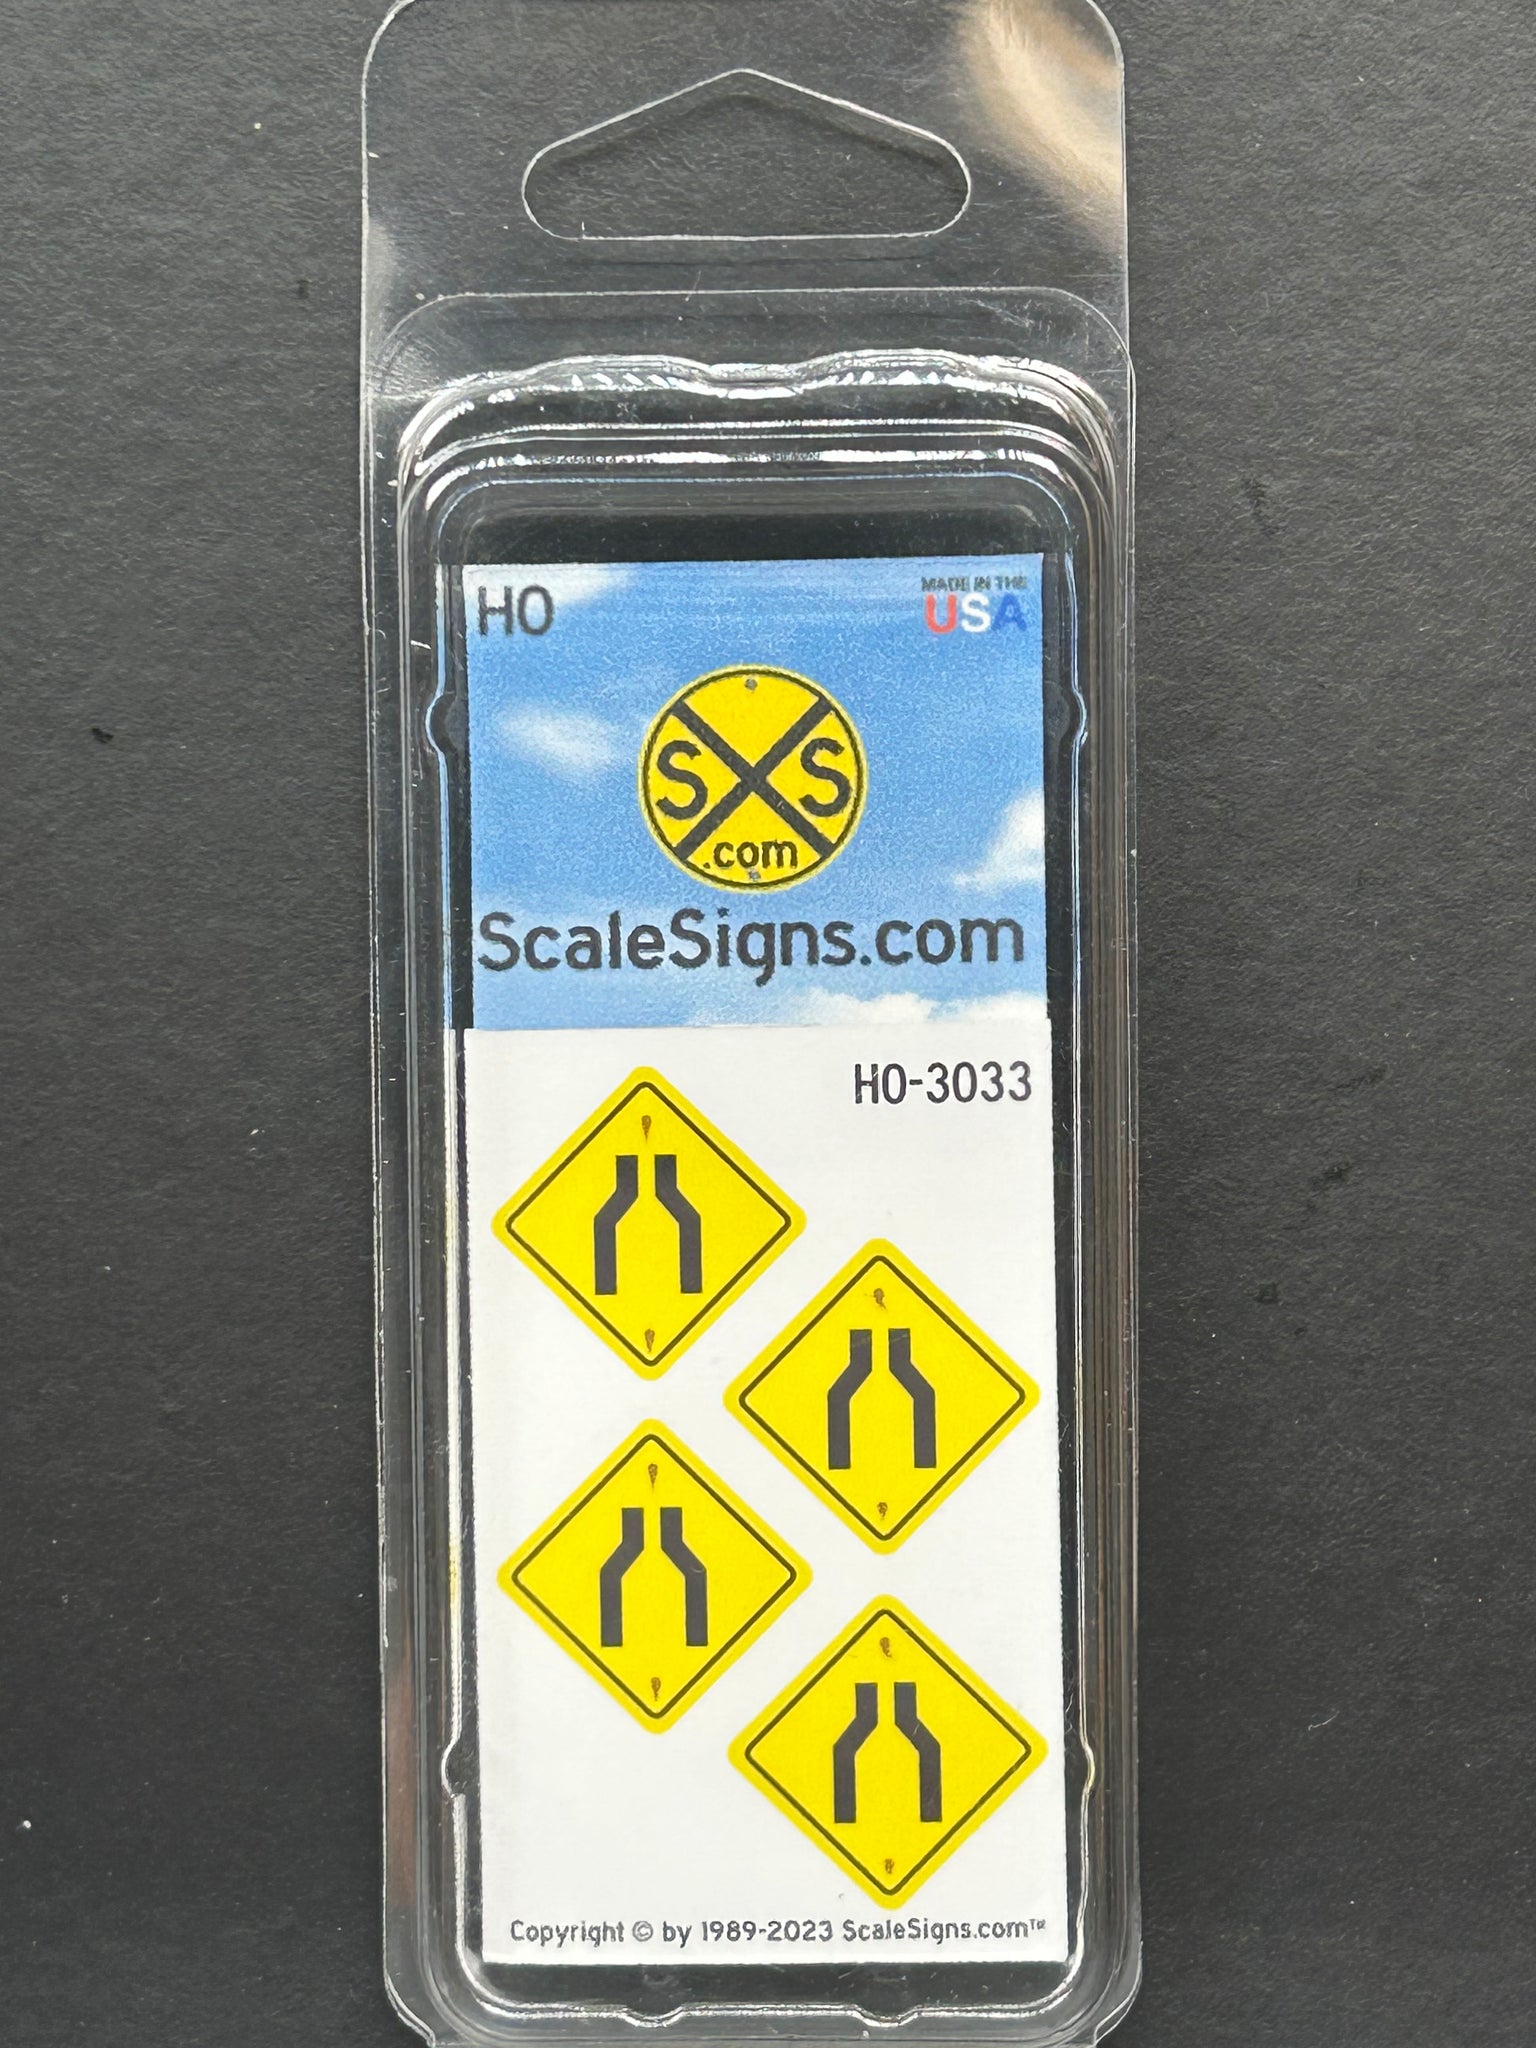 HO
MADE IN THE
USA
S S
.com
ScaleSigns.com
HO-3033
Copyright © by 1989-2023 ScaleSigns.com™